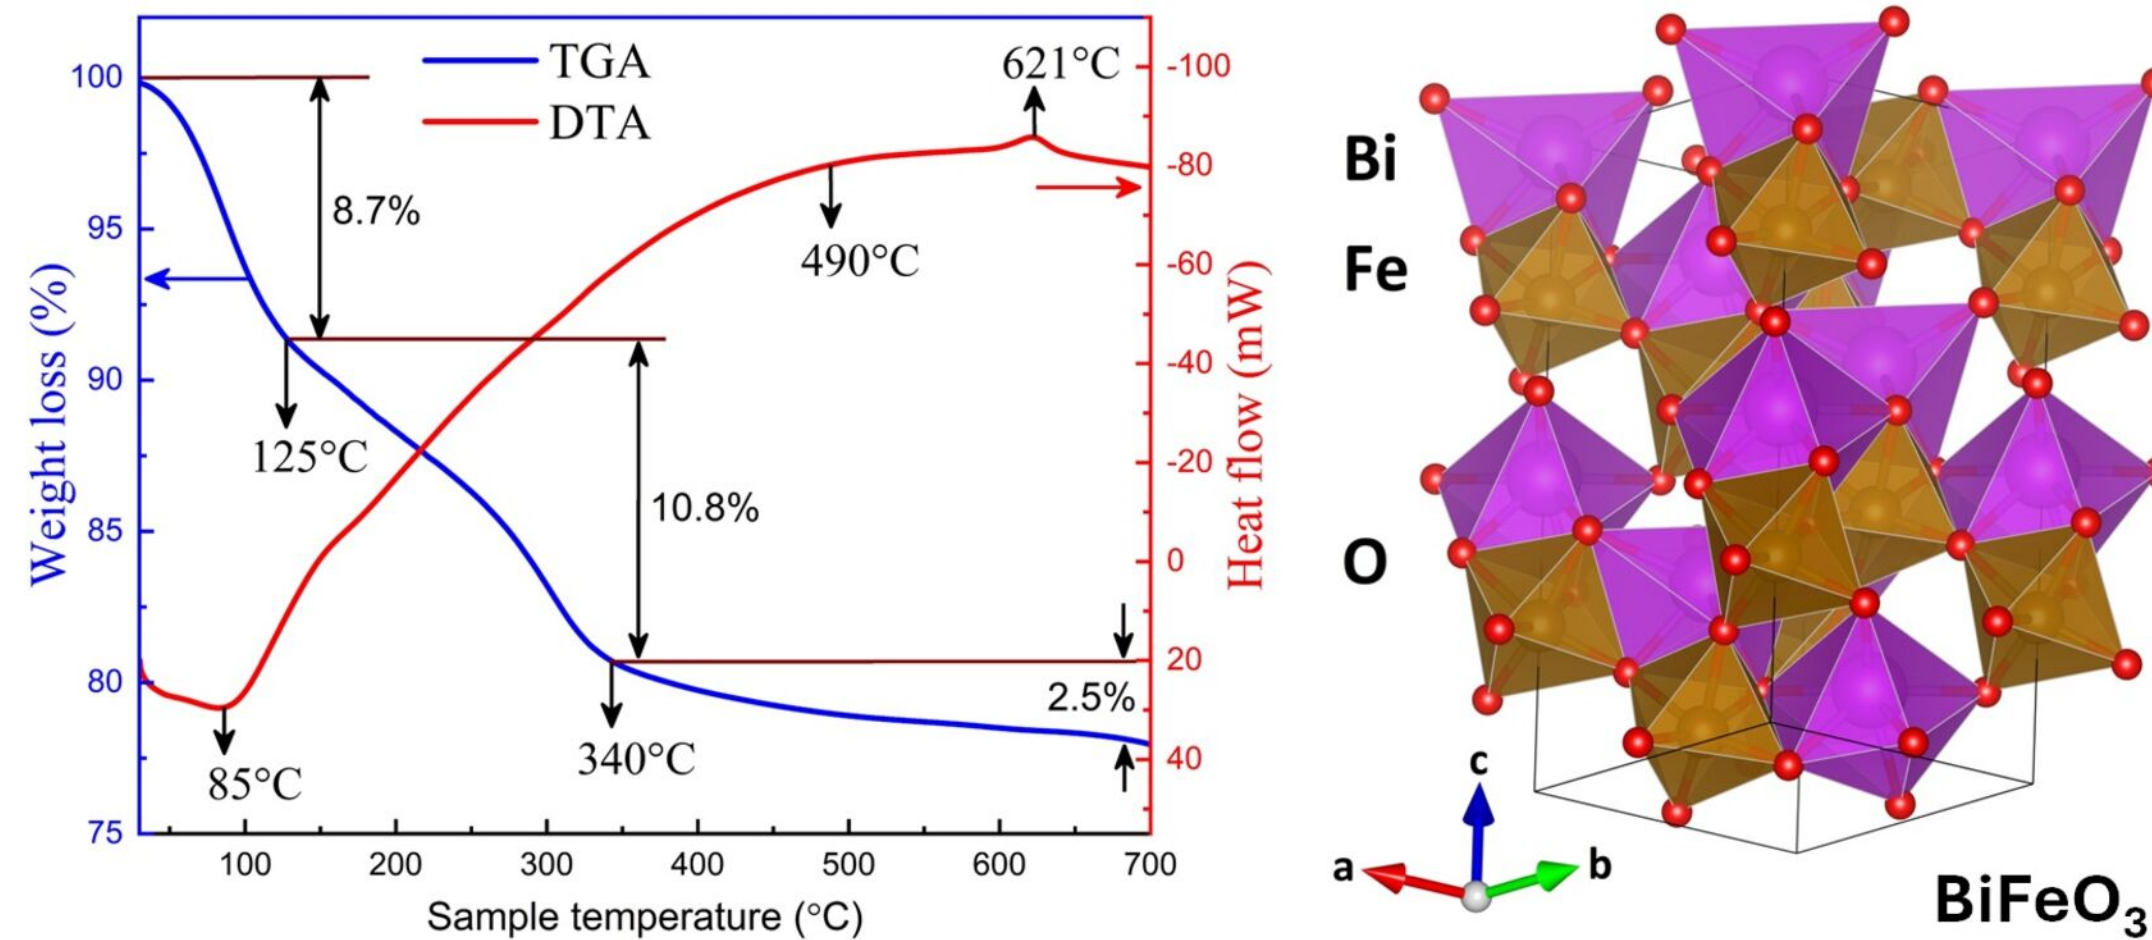 TGA
DTA
621°C
8.7%
490°C
125°C
10.8%
340°C
2.5%
85°C
Weight loss (%)
100
95
90
85
80
75
Heat flow (mW)
-100
-80
-60
-40
-20
0
20
40
100 200 300 400 500 600 700
Sample temperature (°C)
Bi
Fe
O
c
a
b
BiFeO₃